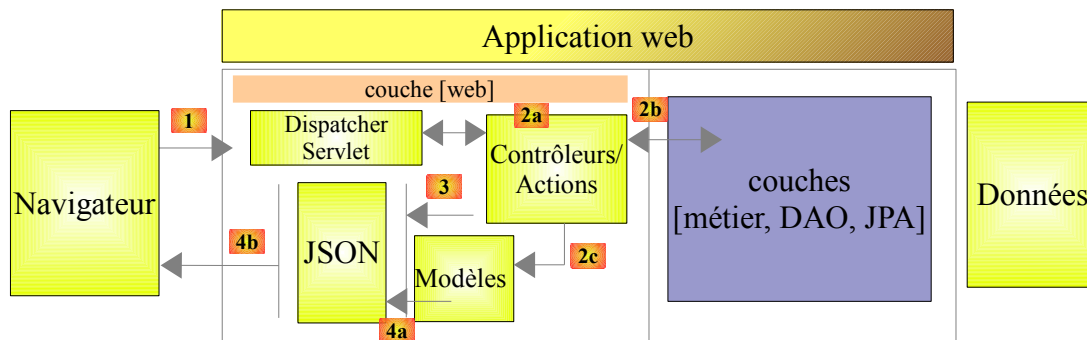 Application web
couche [web]
1
Dispatcher
Servlet
2a
2b
Contrôleurs/
Actions
Navigateur
couches
[métier, DAO, JPA]
Données
3
4b
JSON
2c
Modèles
4a